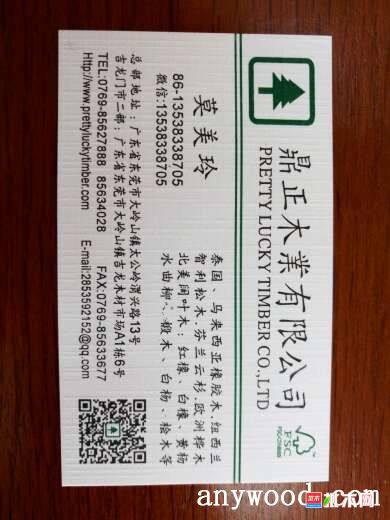 鼎正木业有限公司
PRETTY LUCKY TIMBER CO.,LTD
FSC
泰国、马来西亚橡胶木.纽西兰
智利松木.芬兰云杉.欧洲桦木
北美阔叶木：红橡、白橡、黄杨
水曲柳、椴木、白杨、桧木等
莫美玲
86-13538338705
微信:13538338705
总部地址：广东省东莞市大岭山镇太公岭湖兴路13号
吉龙门市二部：广东省东莞市大岭山镇吉龙木材市场A1栋6号
TEL:0769-85627888 85634028 FAX:0769-85633677
Http://www.prettyluckytimber.com E-mail:2853592152@qq.com
anywood.com